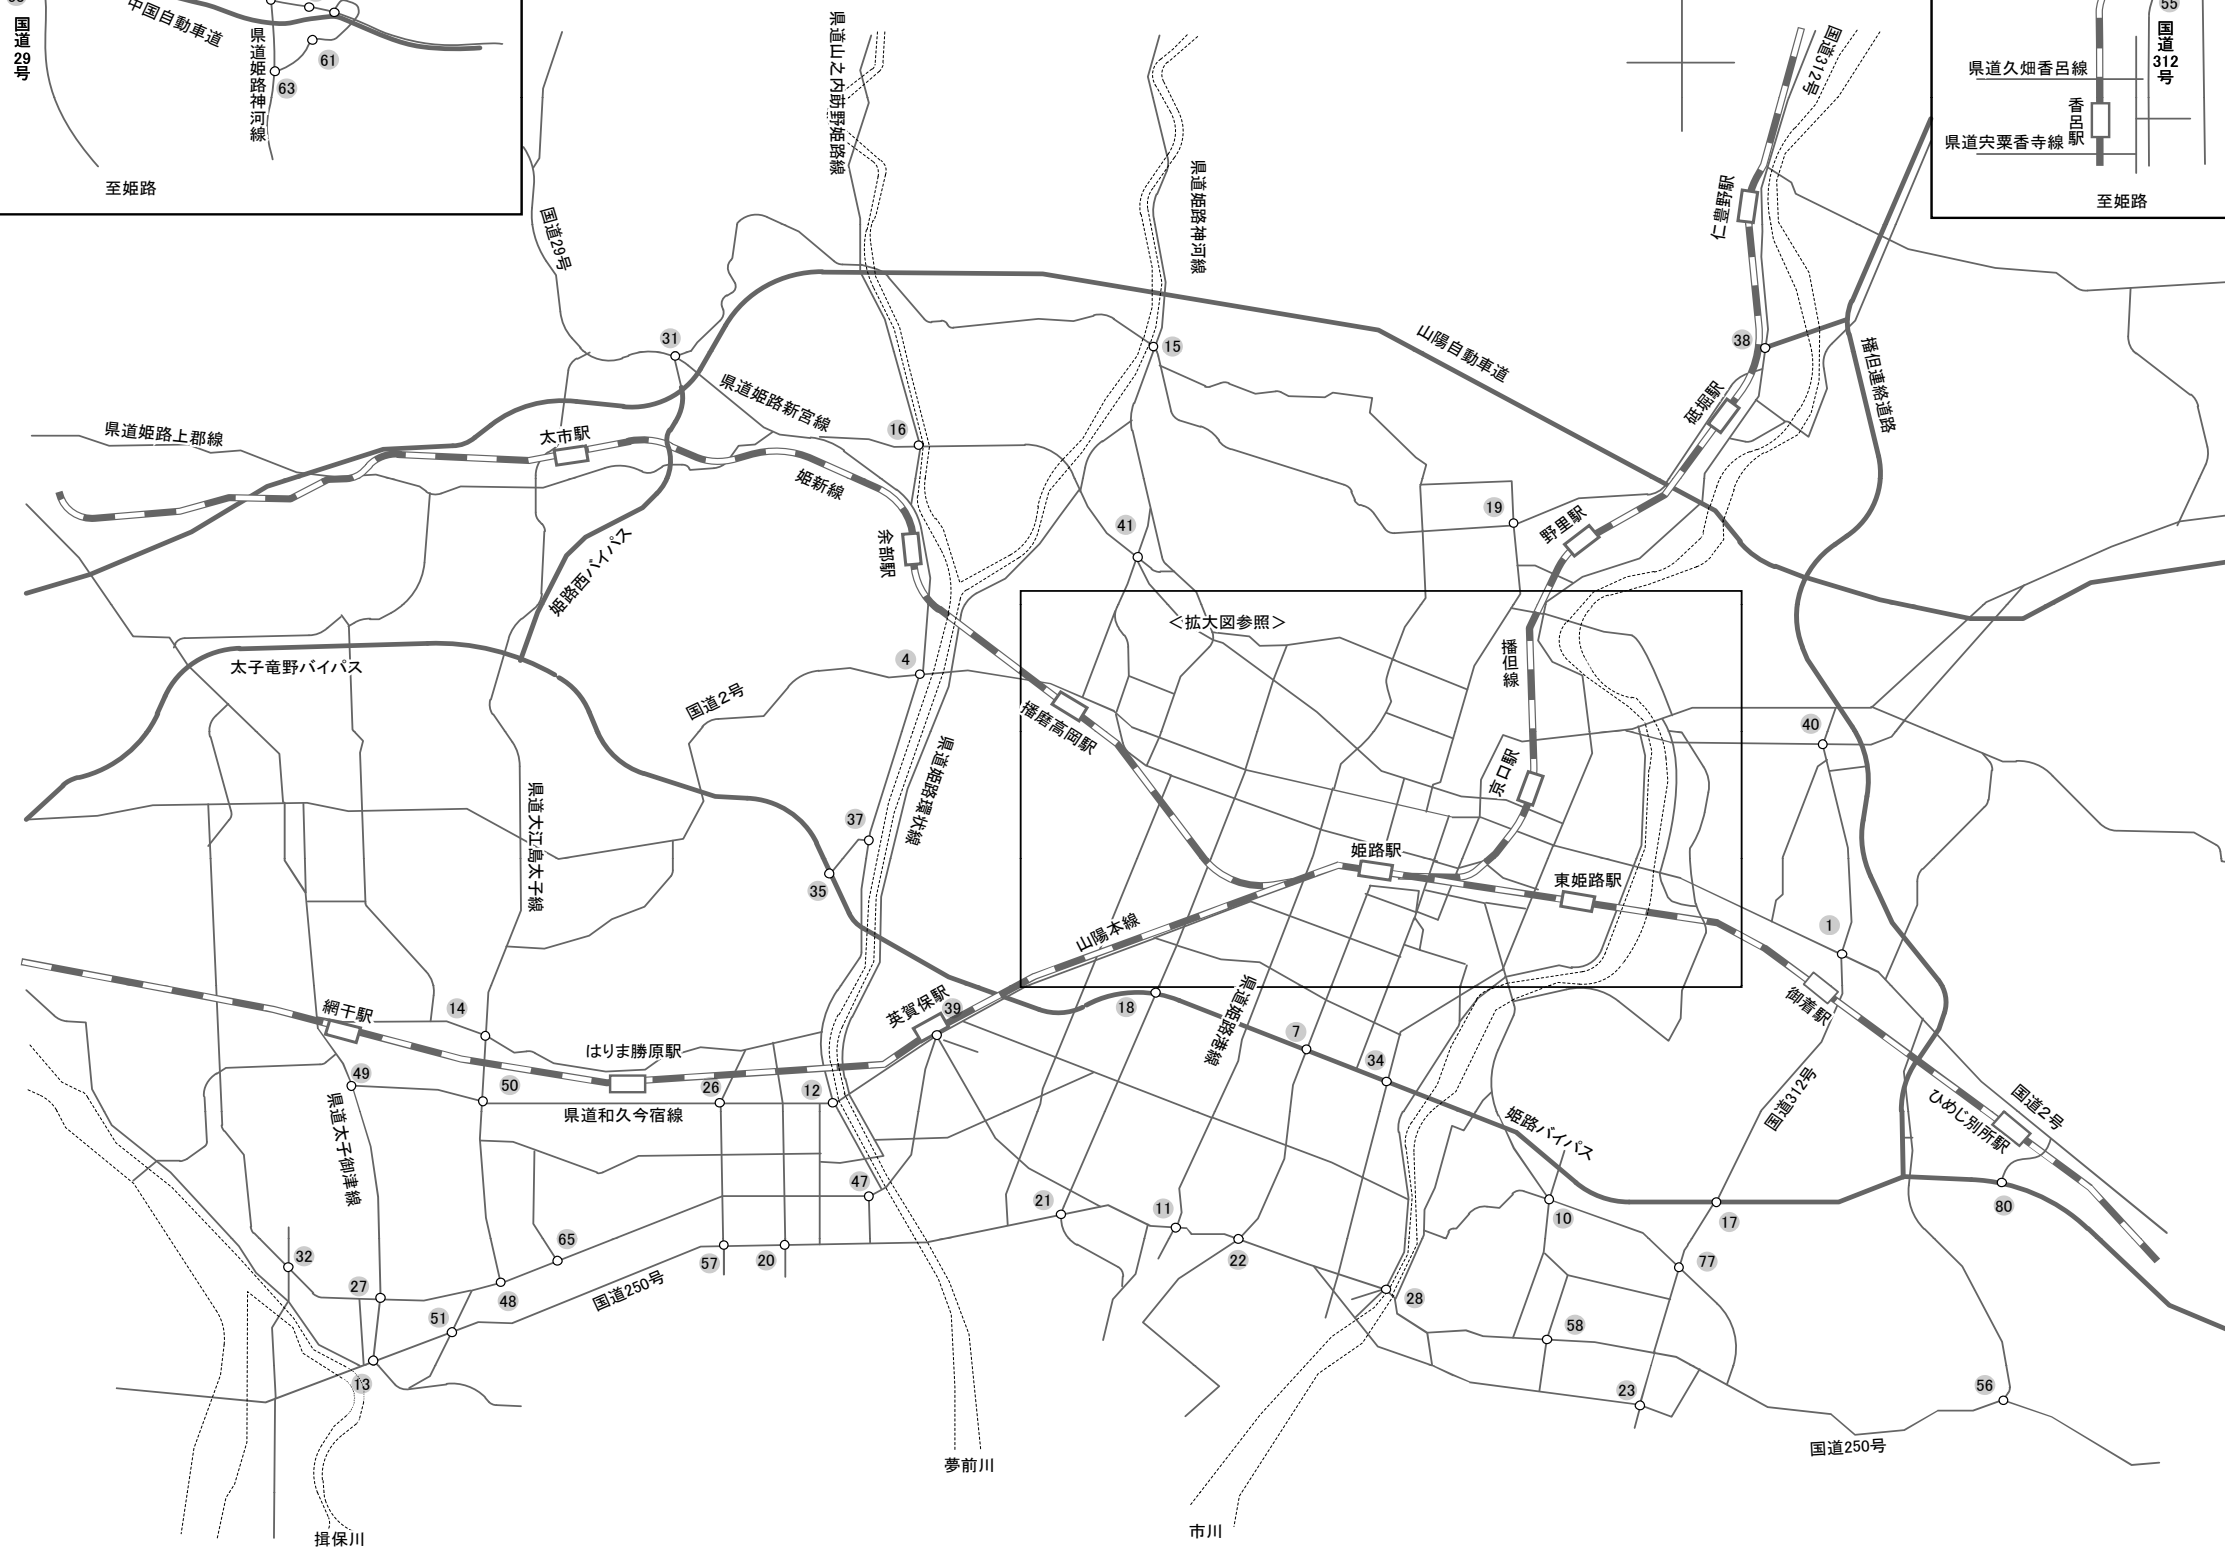 国道29号
中国自動車道
県道姫路神河線
61
63
至姫路
県道山之内莇野姫路線
県道姫路神河線
国道312号
55
国道312号
県道久畑香呂線
香呂駅
県道宍粟香寺線
至姫路
国道29号
仁豊野駅
31
15
38
山陽自動車道
播但連絡道路
県道姫路新宮線
砥堀駅
県道姫路上郡線
太市駅
16
姫新線
19
野里駅
41
余部駅
姫路西バイパス
<拡大図参照>
太子竜野バイパス
4
播但線
国道2号
播磨高岡駅
40
県道姫路環状線
京口駅
県道大江島太子線
37
姫路駅
35
東姫路駅
山陽本線
1
網干駅
14
英賀保駅
39
18
県道姫路港線
御着駅
7
はりま勝原駅
34
49
50
26
12
県道和久今宿線
県道太子御津線
姫路バイパス
国道312号
国道2号
ひめじ別所駅
47
21
11
10
17
80
32
65
57
20
22
77
27
48
国道250号
28
51
58
13
23
56
国道250号
夢前川
揖保川
市川